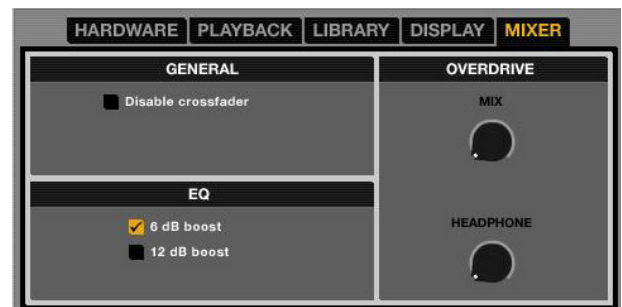 HARDWARE PLAYBACK LIBRARY DISPLAY MIXER
GENERAL
Disable crossfader
EQ
6 dB boost
12 dB boost
OVERDRIVE
MIX
HEADPHONE